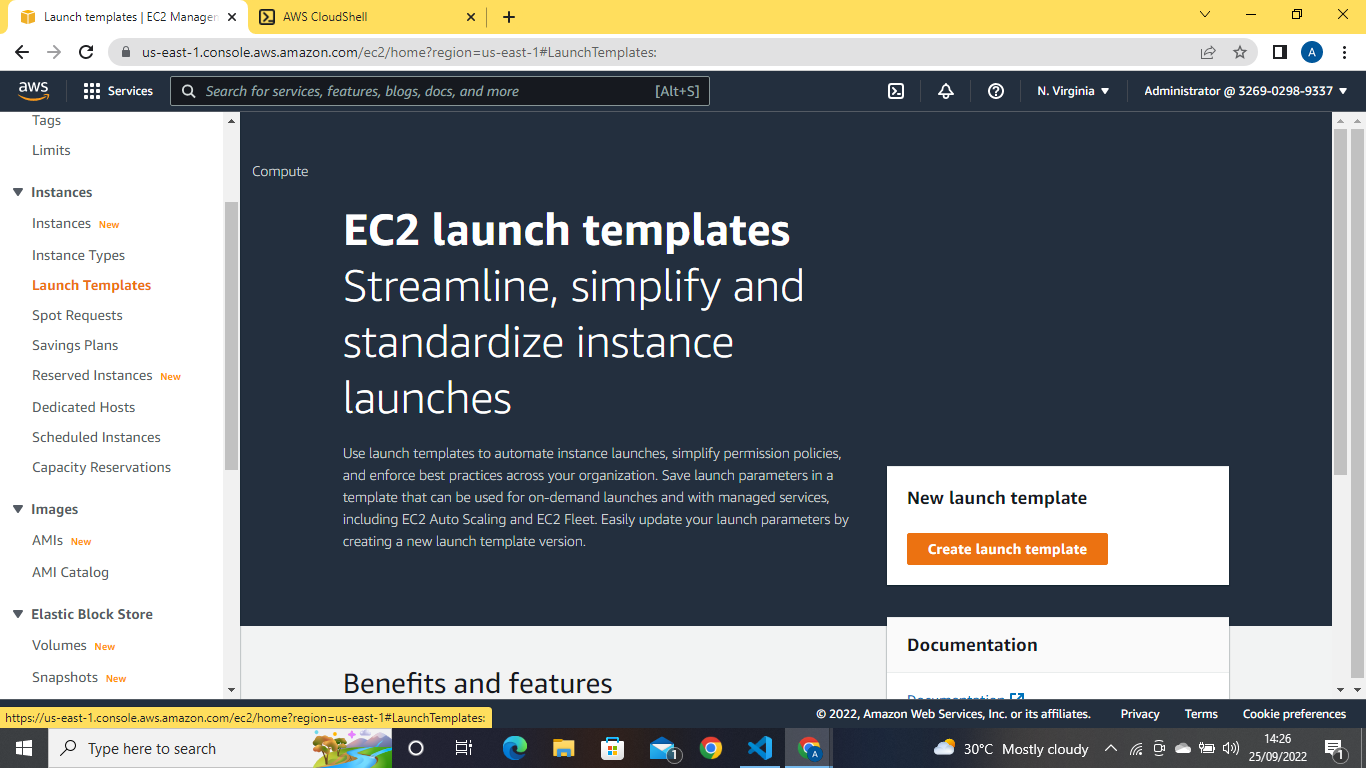 Launch templates | EC2 Managen
AWS CloudShell
us-east-1.console.aws.amazon.com/ec2/home?region=us-east-1#LaunchTemplates:
A
aws
Services
Search for services, features, blogs, docs, and more
[Alt+S]
N. Virginia
Administrator @ 3269-0298-9337
Tags
Limits
Instances
Instances New
Instance Types
Launch Templates
Spot Requests
Savings Plans
Reserved Instances New
Dedicated Hosts
Scheduled Instances
Capacity Reservations
Images
AMIs New
AMI Catalog
Elastic Block Store
Volumes New
Snapshots New
Compute
EC2 launch templates
Streamline, simplify and
standardize instance
launches
Use launch templates to automate instance launches, simplify permission policies,
and enforce best practices across your organization. Save launch parameters in a
template that can be used for on-demand launches and with managed services,
including EC2 Auto Scaling and EC2 Fleet. Easily update your launch parameters by
creating a new launch template version.
New launch template
Create launch template
Documentation
Documentation
Benefits and features
https://us-east-1.console.aws.amazon.com/ec2/home?region=us-east-1#LaunchTemplates:
© 2022, Amazon Web Services, Inc. or its affiliates.
Privacy
Terms
Cookie preferences
Type here to search
1
A
30°C Mostly cloudy
14:26
25/09/2022
1